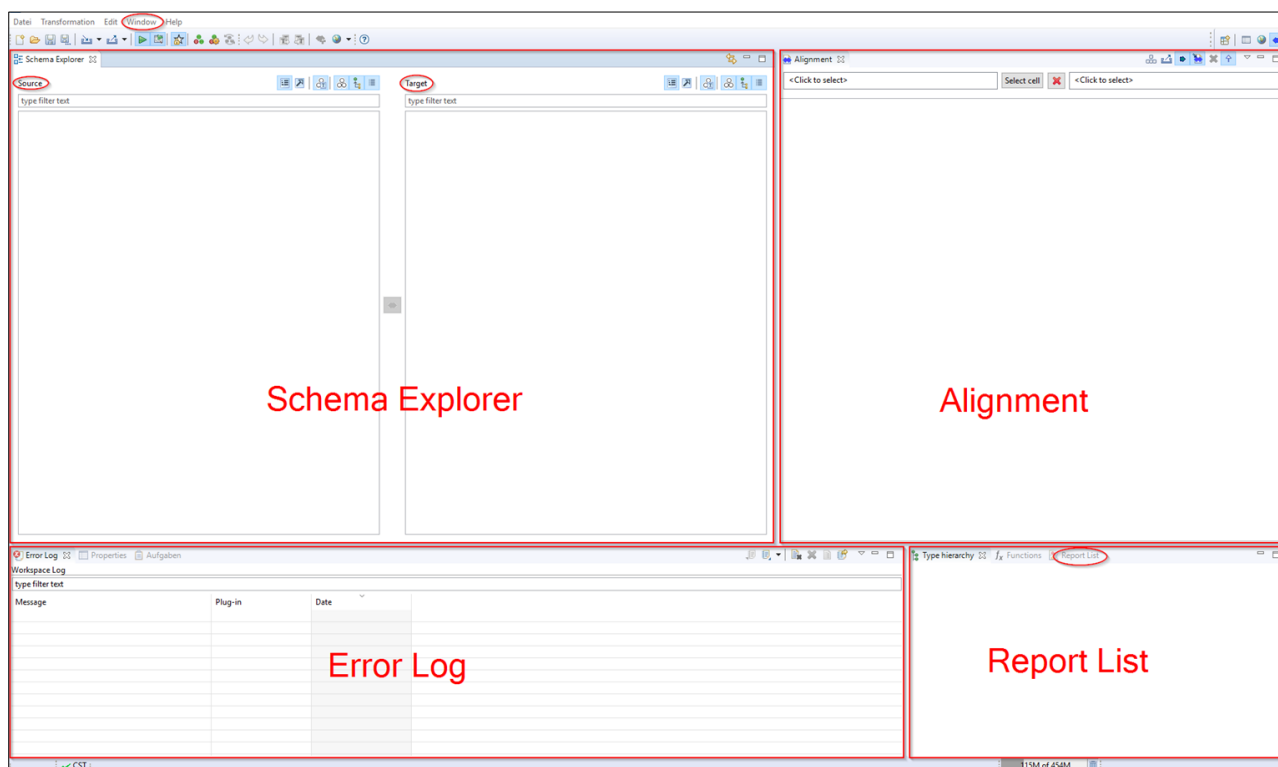 Datei Transformation Edit Window Help
Schema Explorer
Alignment
Source
Target
<Click to select> Select cell <Click to select>
type filter text
type filter text
Schema Explorer
Alignment
Error Log Properties Aufgaben
Type hierarchy fx Functions Report List
Workspace Log
type filter text
Message Plug-in Date
Error Log
Report List
CST
115M of 454M